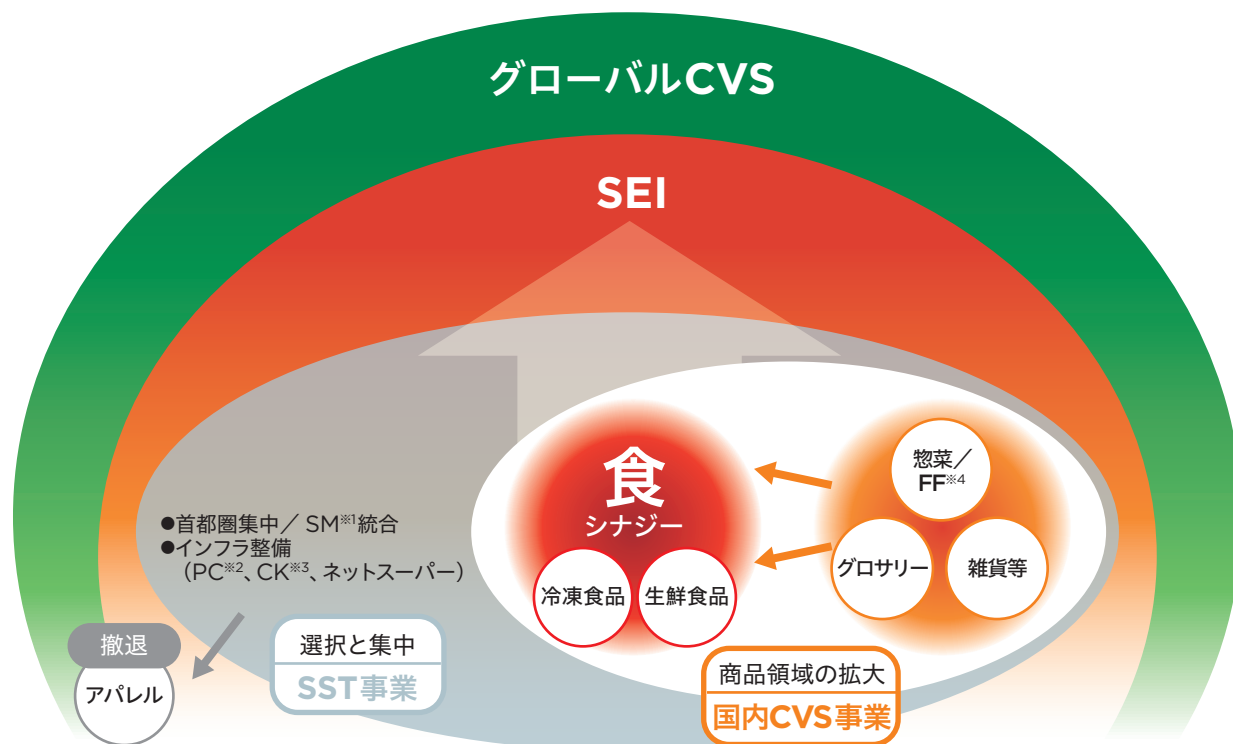 グローバルCVS
SEI
食
シナジー
冷凍食品
生鮮食品
惣菜／
FF※4
グロサリー
雑貨等
●首都圏集中／SM※1統合
●インフラ整備
（PC※2、CK※3、ネットスーパー）
撤退
アパレル
選択と集中
SST事業
商品領域の拡大
国内CVS事業